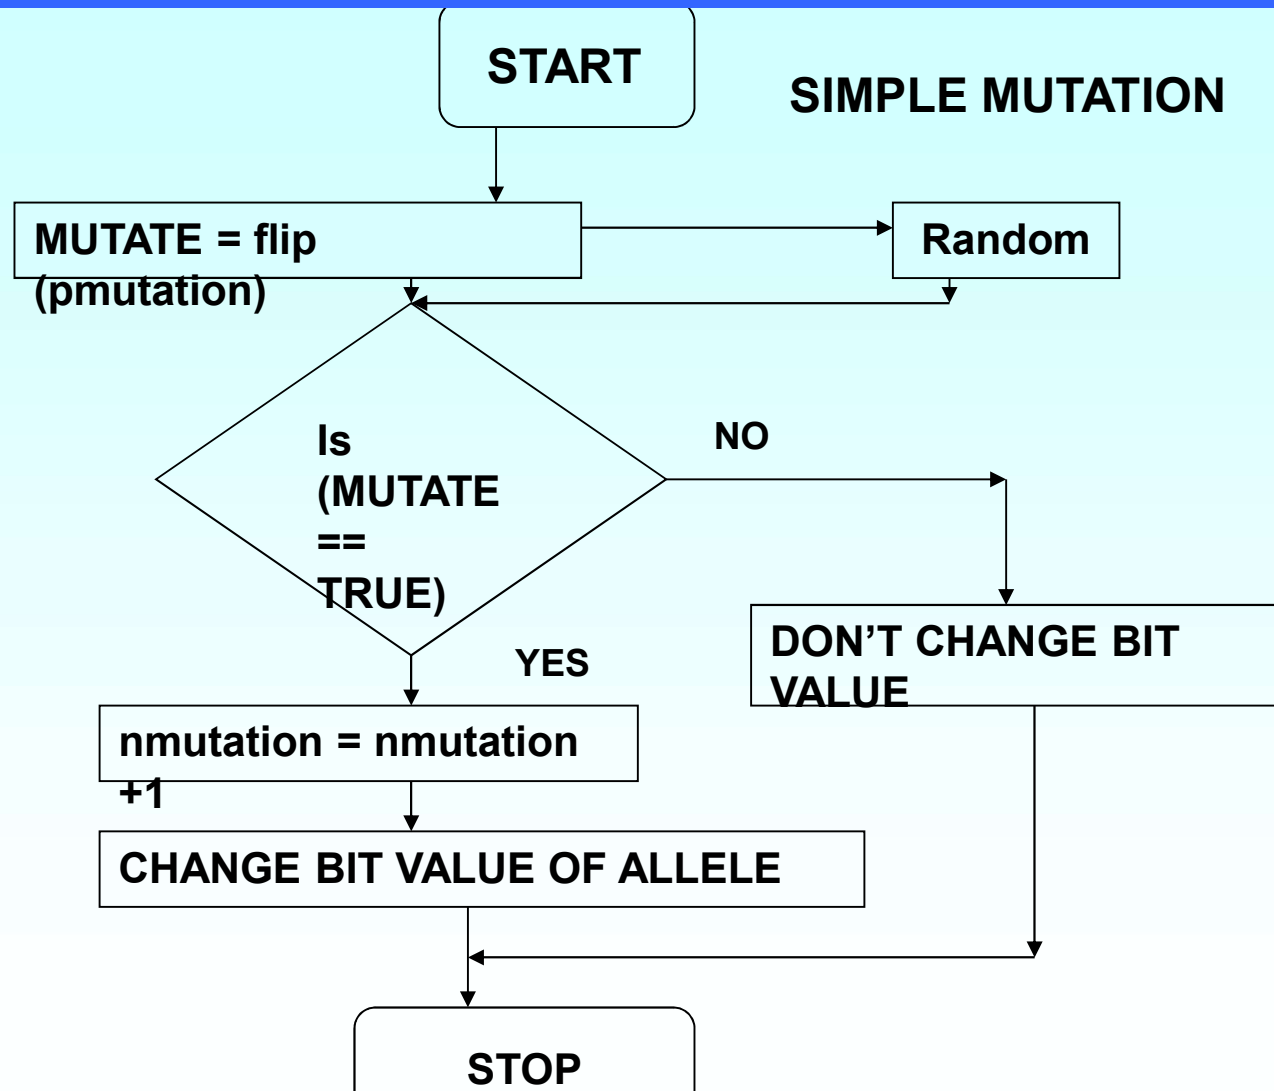 START
SIMPLE MUTATION
MUTATE = flip
(pmutation)
Random
Is
(MUTATE
==
TRUE)
NO
YES
DON’T CHANGE BIT
VALUE
nmutation = nmutation
+1
CHANGE BIT VALUE OF ALLELE
STOP